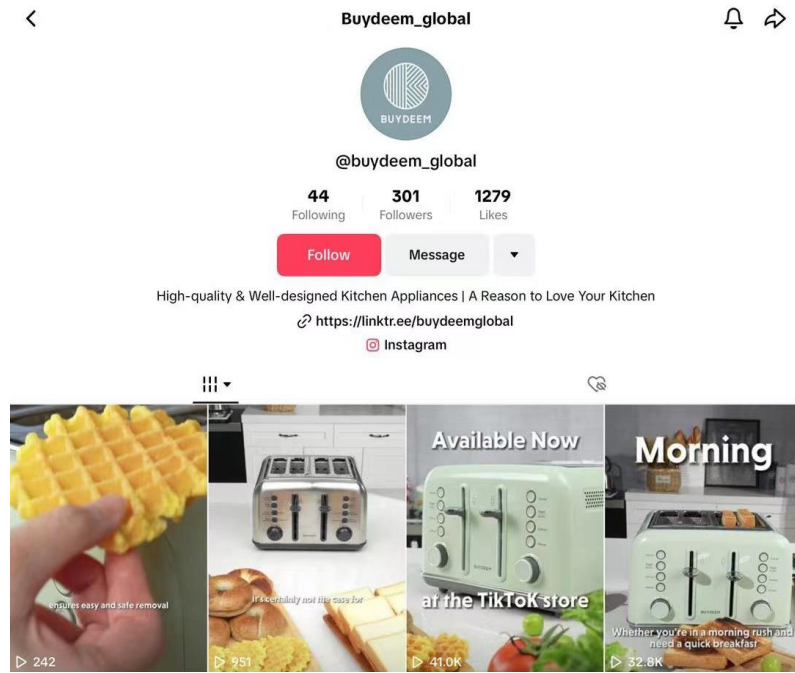 Buydeem_global
BUYDEEM
@buydeem_global
44 301 1279
Following Followers Likes
Follow Message
High-quality & Well-designed Kitchen Appliances | A Reason to Love Your Kitchen
https://linktr.ee/buydeemglobal
Instagram
ensures easy and safe removal
242
it's certainly not the case for
951
Available Now
BUYDEEM
at the TikTok store
41.0K
Morning
BUYDEEM
Whether you're in a morning rush and
need a quick breakfast
32.8K